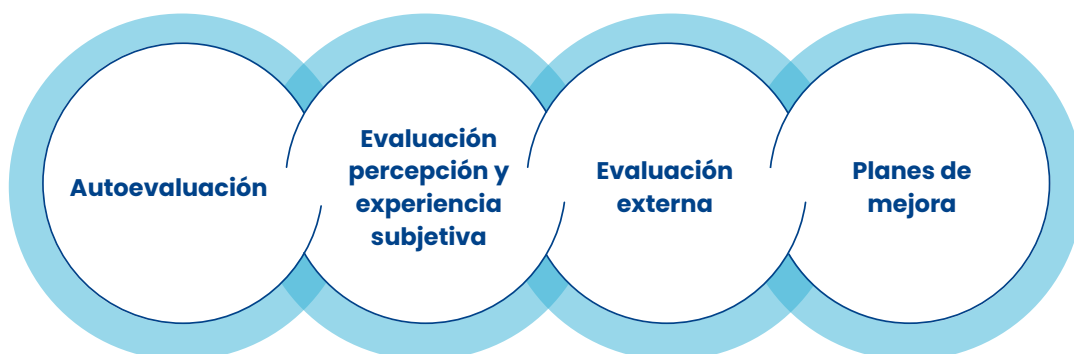 Autoevaluación
Evaluación
percepción y
experiencia
subjetiva
Evaluación
externa
Planes de
mejora